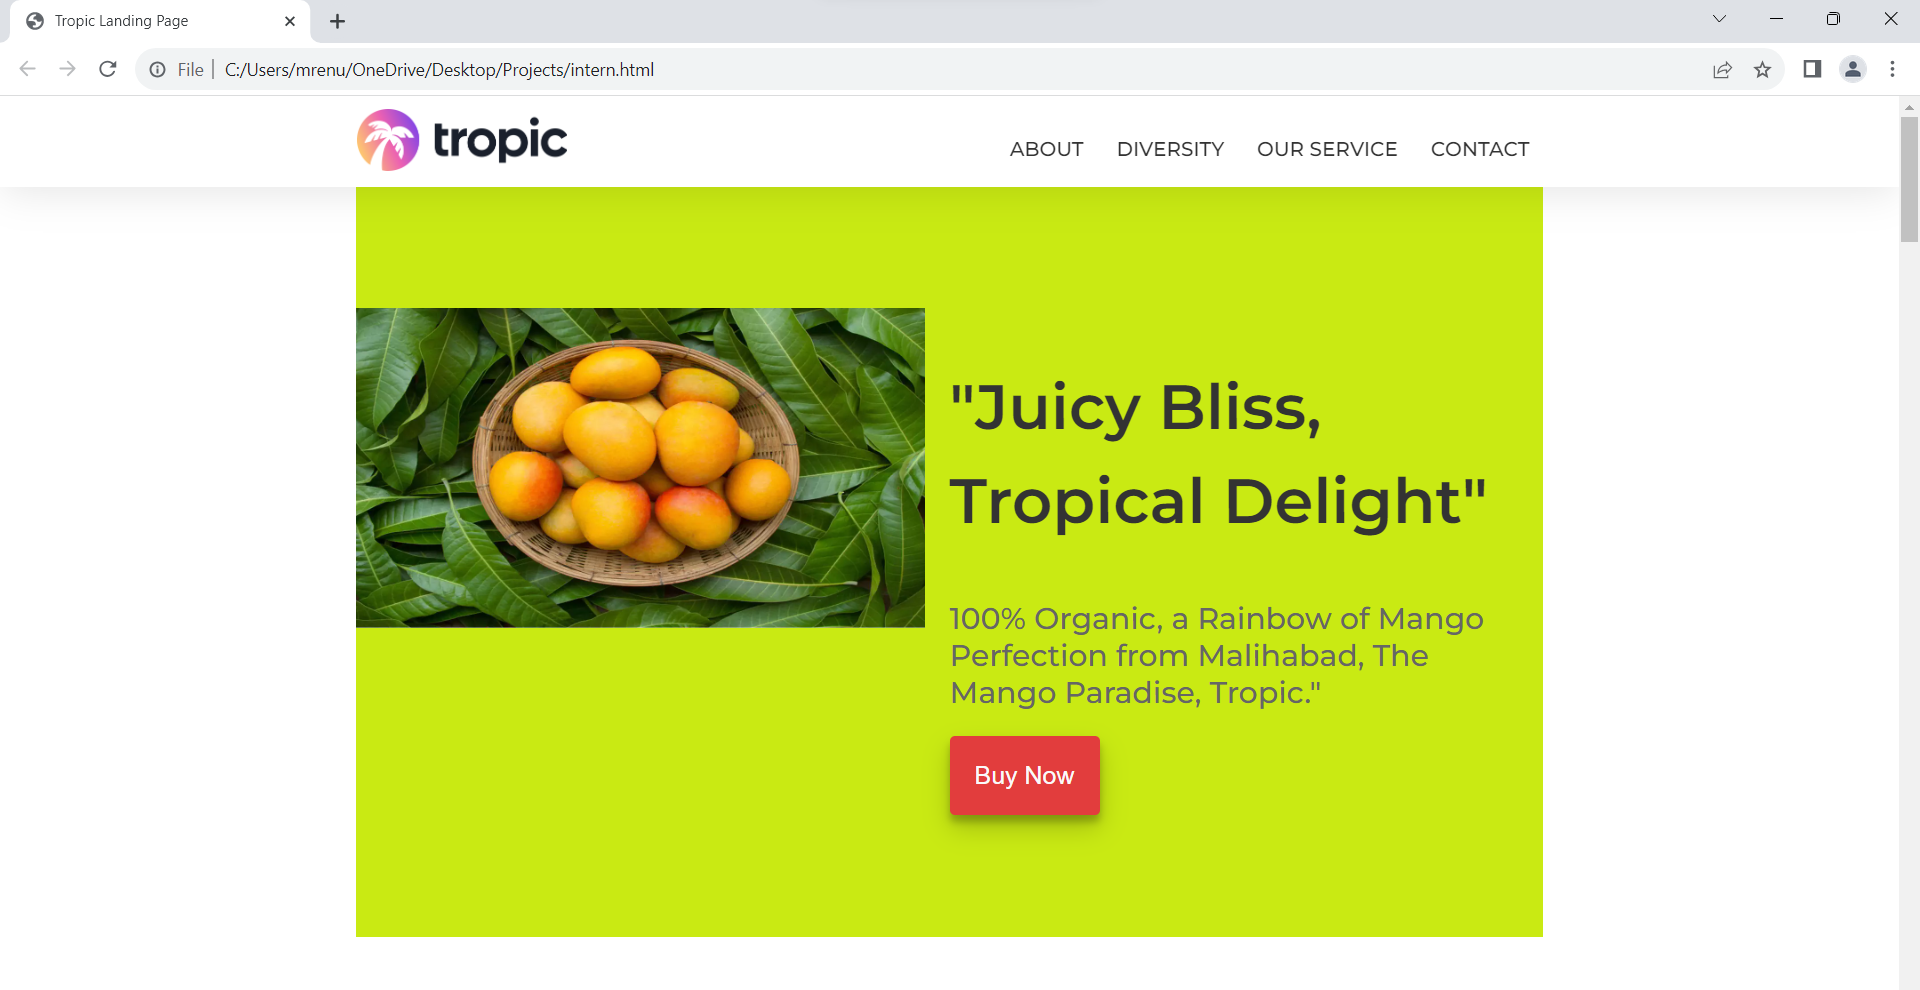 Tropic Landing Page
File
C:/Users/mrenu/OneDrive/Desktop/Projects/intern.html
tropic
ABOUT DIVERSITY OUR SERVICE CONTACT
"Juicy Bliss,
Tropical Delight"
100% Organic, a Rainbow of Mango
Perfection from Malihabad, The
Mango Paradise, Tropic."
Buy Now